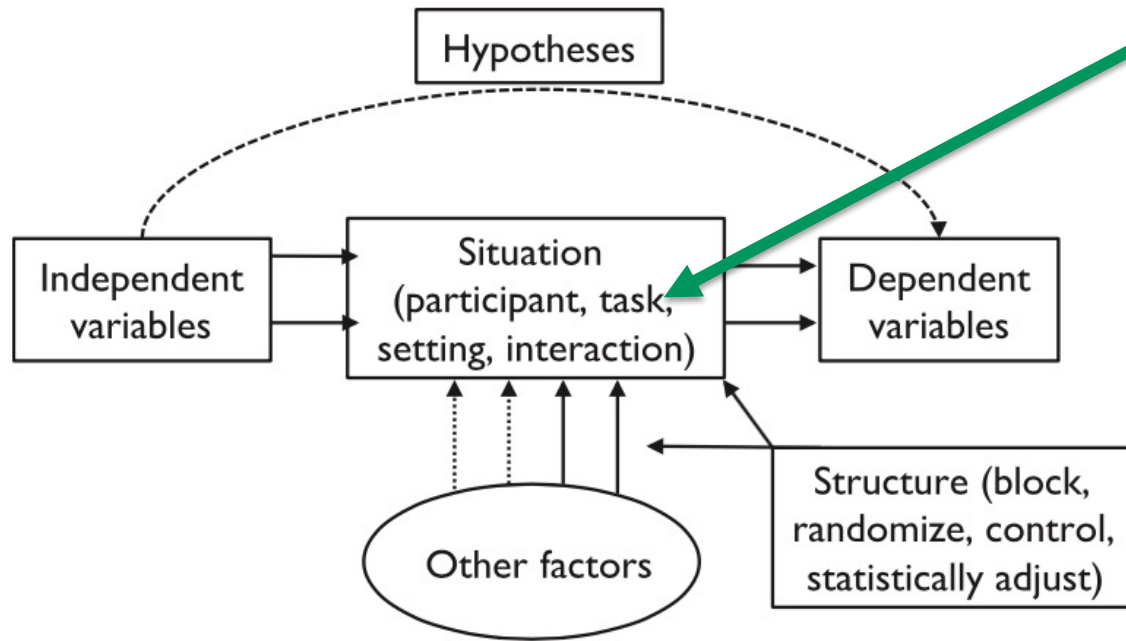 Hypotheses
Independent
variables
Situation
(participant, task,
setting, interaction)
Dependent
variables
Other factors
Structure (block,
randomize, control,
statistically adjust)